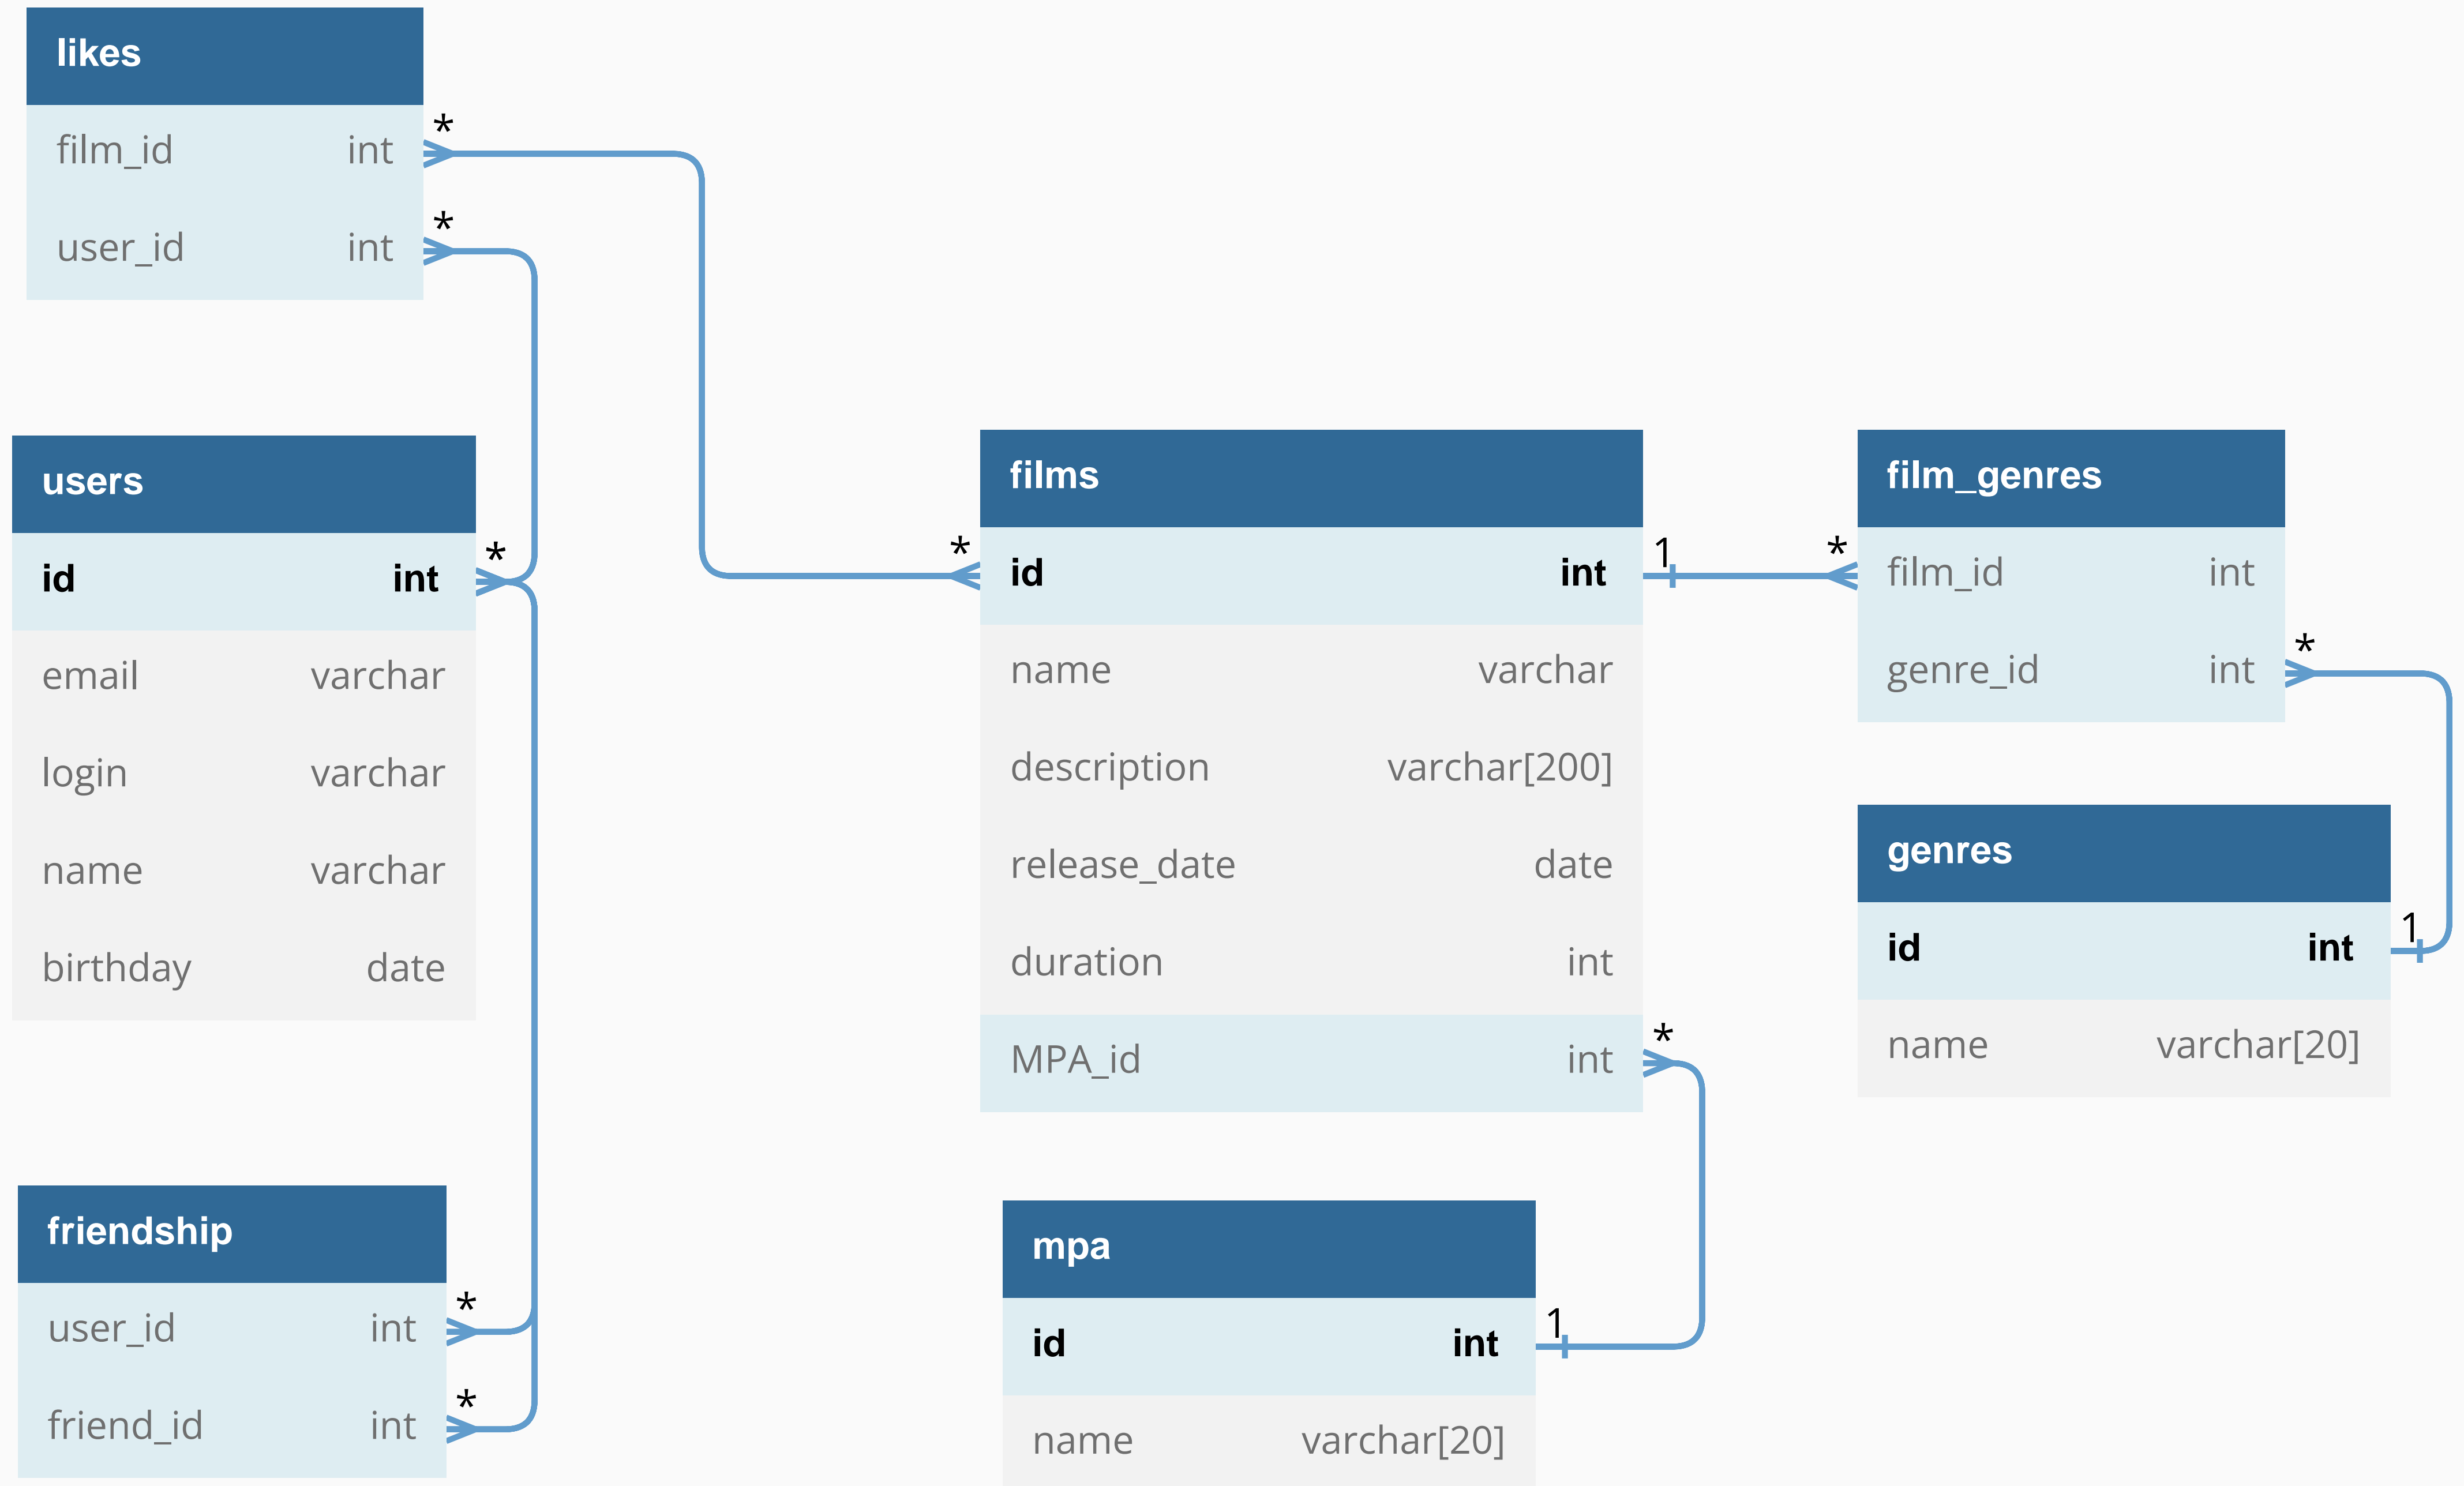 likes
film_id int
*
user_id int
*
users
id int
*
email varchar
login varchar
name varchar
birthday date
friendship
user_id int
*
friend_id int
*
films
*
id int
1
name varchar
description varchar[200]
release_date date
duration int
MPA_id int
*
mpa
id int
1
name varchar[20]
film_genres
*
film_id int
genre_id int
*
genres
id int
1
name varchar[20]